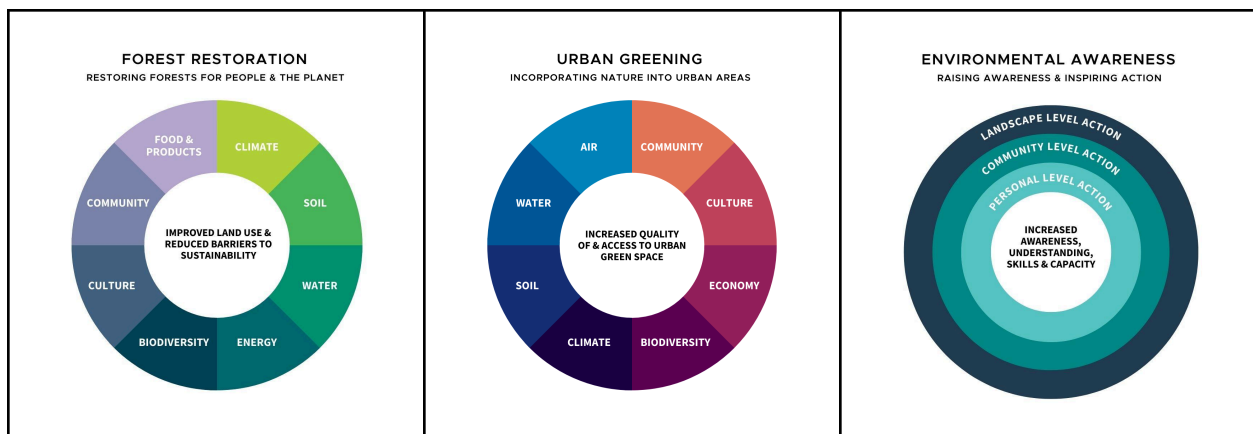 FOREST RESTORATION
RESTORING FORESTS FOR PEOPLE & THE PLANET
FOOD &
PRODUCTS
CLIMATE
COMMUNITY
SOIL
IMPROVED LAND USE &
REDUCED BARRIERS TO
SUSTAINABILITY
CULTURE
WATER
BIODIVERSITY
ENERGY
URBAN GREENING
INCORPORATING NATURE INTO URBAN AREAS
AIR
COMMUNITY
WATER
CULTURE
INCREASED QUALITY
OF & ACCESS TO URBAN
GREEN SPACE
SOIL
ECONOMY
CLIMATE
BIODIVERSITY
ENVIRONMENTAL AWARENESS
RAISING AWARENESS & INSPIRING ACTION
LANDSCAPE LEVEL ACTION
COMMUNITY LEVEL ACTION
PERSONAL LEVEL ACTION
INCREASED
AWARENESS,
UNDERSTANDING,
SKILLS & CAPACITY